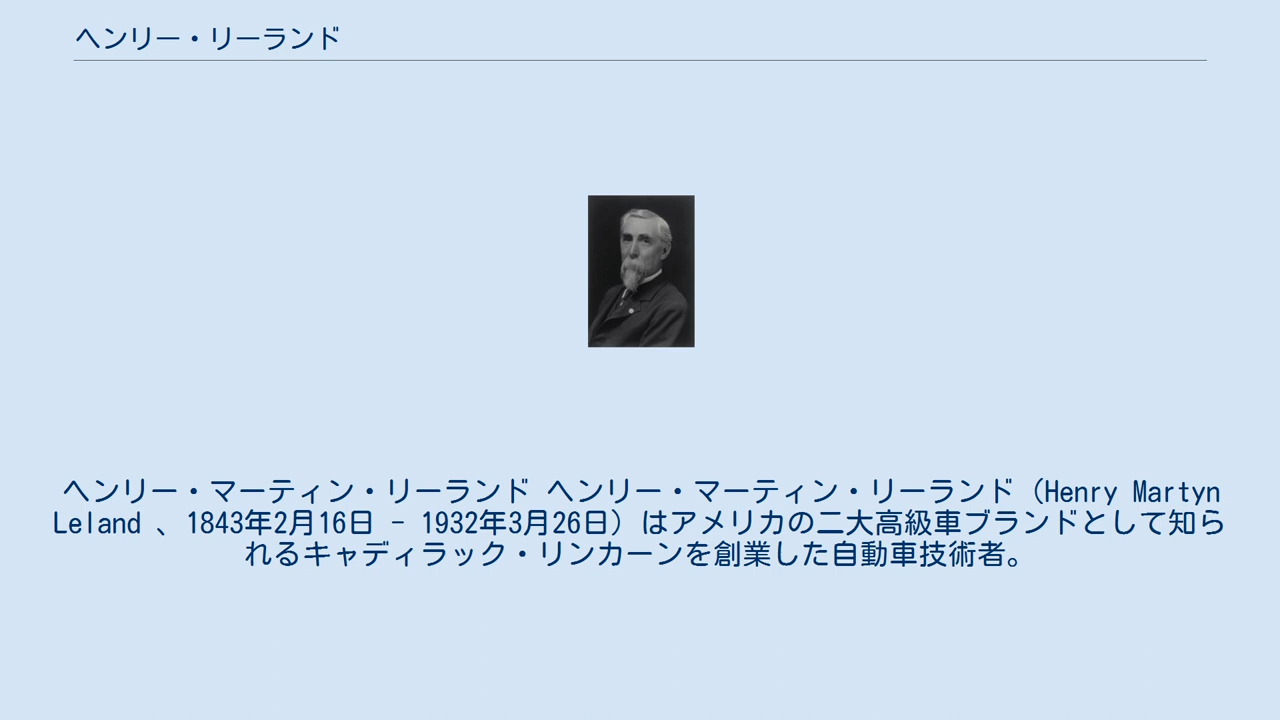 ヘンリー・リーランド
ヘンリー・マーティン・リーランド ヘンリー・マーティン・リーランド（Henry Martyn
Leland 、1843年2月16日 - 1932年3月26日）はアメリカの二大高級車ブランドとして知ら
れるキャディラック・リンカーンを創業した自動車技術者。